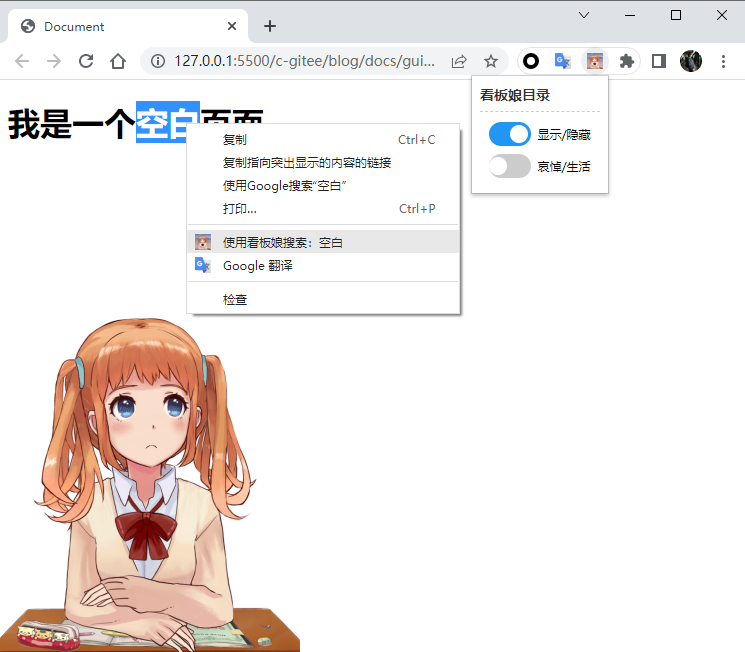 Document
127.0.0.1:5500/c-gitee/blog/docs/gui...
看板娘目录
显示/隐藏
哀悼/生活
我是一个空白页面
复制 Ctrl+C
复制指向突出显示的内容的链接
使用Google搜索“空白”
打印... Ctrl+P
使用看板娘搜索：空白
Google 翻译
检查